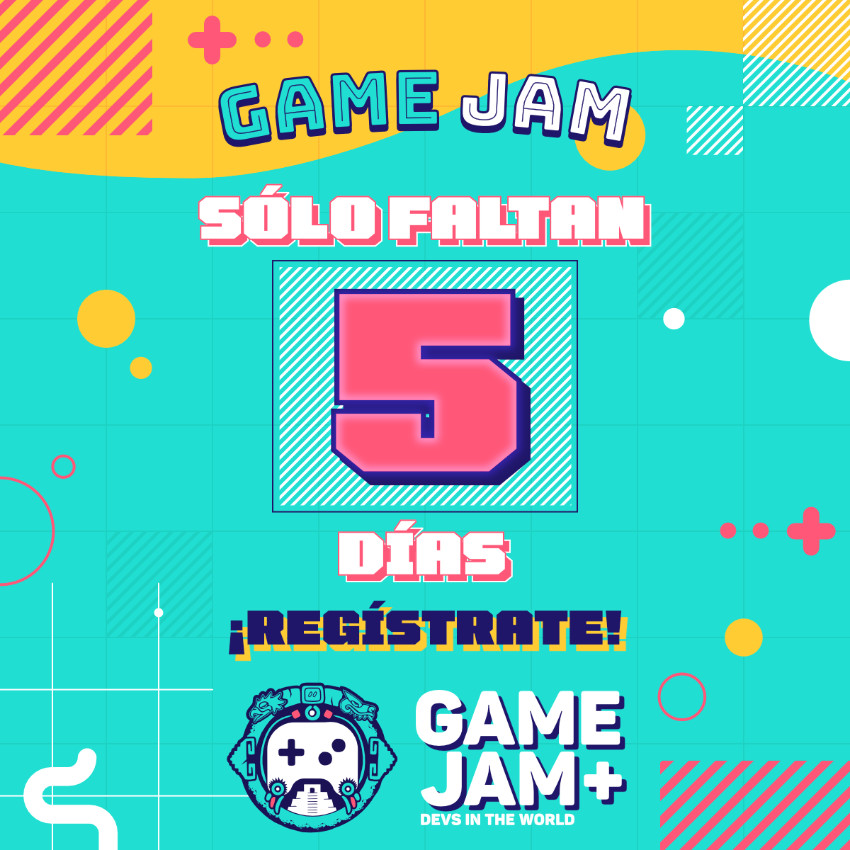 GAME JAM
SÓLO FALTAN
5
DÍAS
¡REGÍSTRATE!
GAME
JAM+
DEVS IN THE WORLD